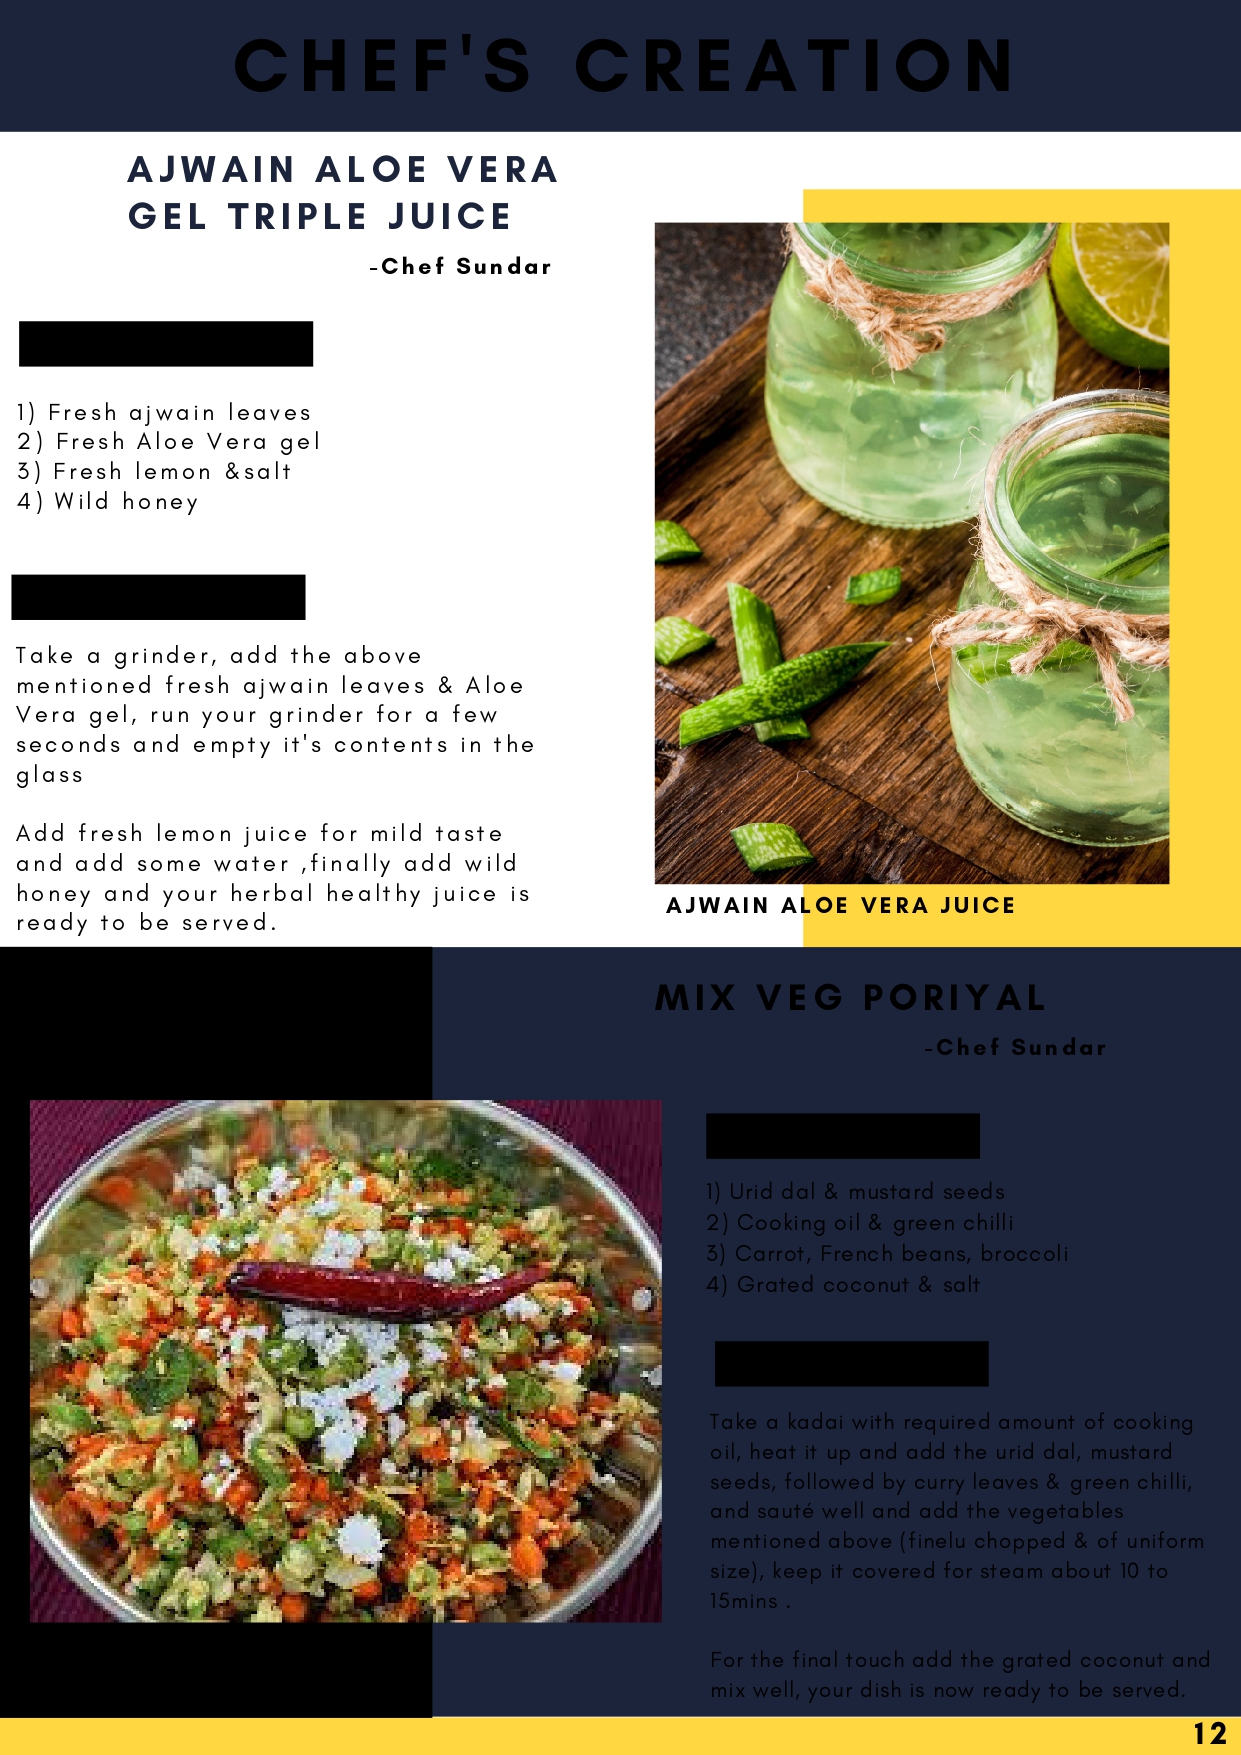 CHEF'S CREATION
AJWAIN ALOE VERA
GEL TRIPLE JUICE
-Chef Sundar
1) Fresh ajwain leaves
2) Fresh Aloe Vera gel
3) Fresh lemon &salt
4) Wild honey
Take a grinder, add the above
mentioned fresh ajwain leaves & Aloe
Vera gel, run your grinder for a few
seconds and empty it's contents in the
glass
Add fresh lemon juice for mild taste
and add some water ,finally add wild
honey and your herbal healthy juice is
ready to be served.
AJWAIN ALOE VERA JUICE
MIX VEG PORIYAL
-Chef Sundar
1) Urid dal & mustard seeds
2) Cooking oil & green chilli
3) Carrot, French beans, broccoli
4) Grated coconut & salt
Take a kadai with required amount of cooking
oil, heat it up and add the urid dal, mustard
seeds, followed by curry leaves & green chilli,
and sauté well and add the vegetables
mentioned above (finelu chopped & of uniform
size), keep it covered for steam about 10 to
15mins .
For the final touch add the grated coconut and
mix well, your dish is now ready to be served.
12